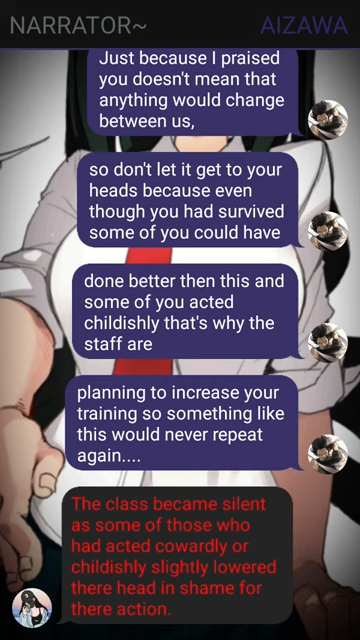 NARRATOR~ AIZAWA
Just because I praised
you doesn't mean that
anything would change
between us,
so don't let it get to your
heads because even
though you had survived
some of you could have
done better then this and
some of you acted
childishly that's why the
staff are
planning to increase your
training so something like
this would never repeat
again....
The class became silent
as some of those who
had acted cowardly or
childishly slightly lowered
there head in shame for
there action.